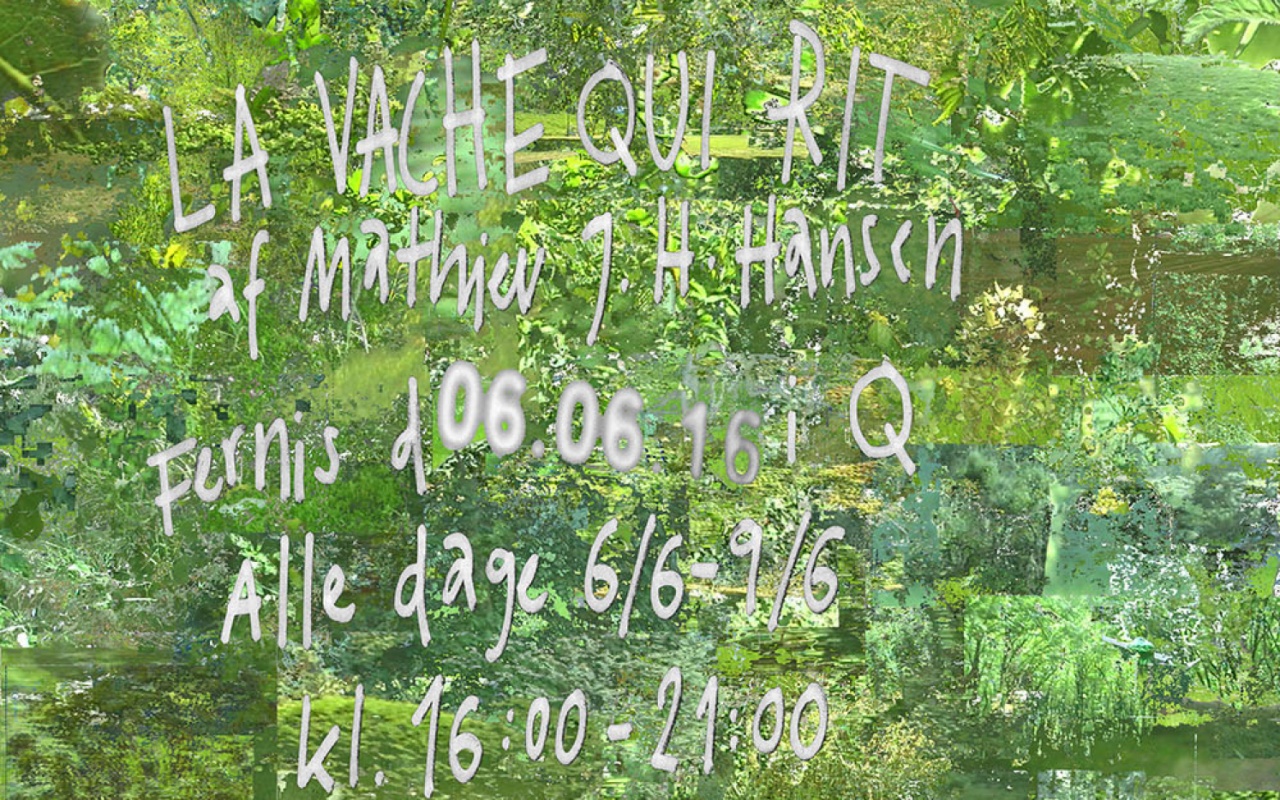 LA VACHE QUI RIT
af Mathieu J. H. Hansen
Fernis d 06.06.16 i Q
Alle dage 6/6-9/6
kl. 16:00-21:00